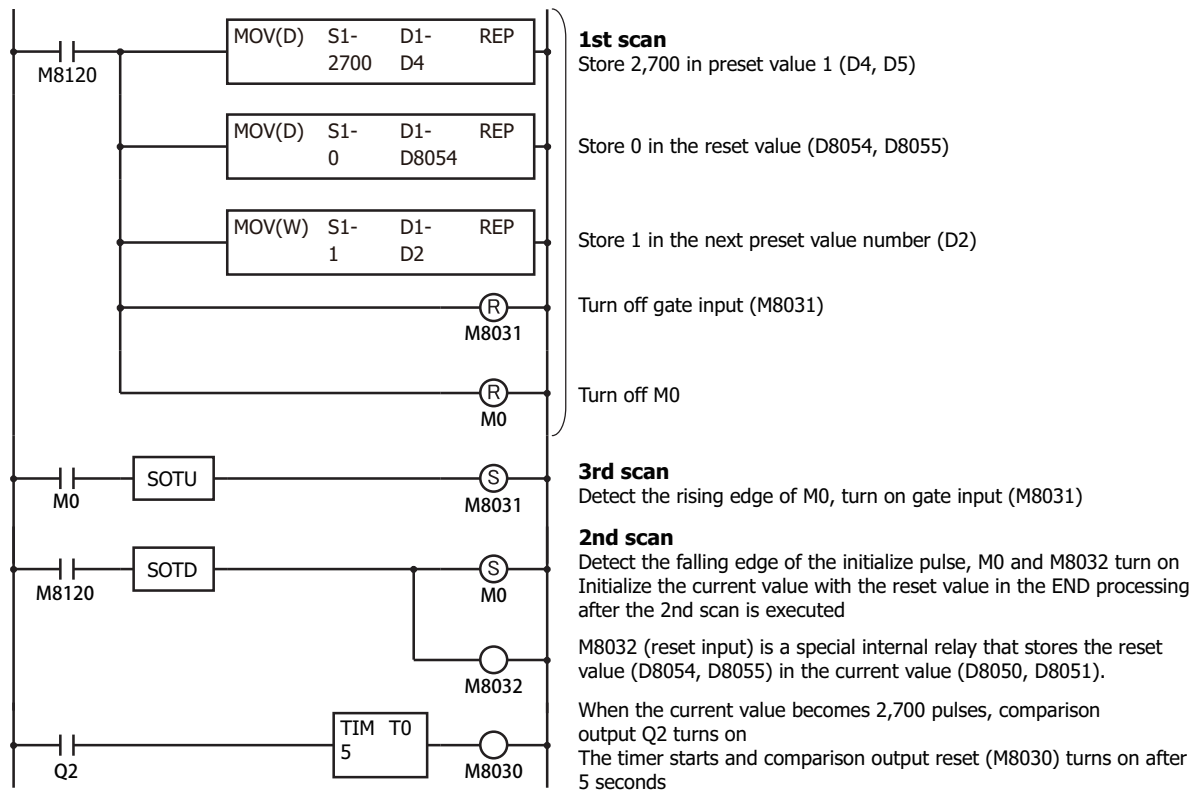 MOV(D) S1- D1- REP
2700 D4
M8120
1st scan
Store 2,700 in preset value 1 (D4, D5)
MOV(D) S1- D1- REP
0 D8054
Store 0 in the reset value (D8054, D8055)
MOV(W) S1- D1- REP
1 D2
Store 1 in the next preset value number (D2)
R
M8031
Turn off gate input (M8031)
R
M0
Turn off M0
M0
SOTU
S
M8031
3rd scan
Detect the rising edge of M0, turn on gate input (M8031)
M8120
SOTD
S
M0
2nd scan
Detect the falling edge of the initialize pulse, M0 and M8032 turn on
Initialize the current value with the reset value in the END processing
after the 2nd scan is executed
M8032
M8032 (reset input) is a special internal relay that stores the reset
value (D8054, D8055) in the current value (D8050, D8051).
Q2
TIM T0
5
M8030
When the current value becomes 2,700 pulses, comparison
output Q2 turns on
The timer starts and comparison output reset (M8030) turns on after
5 seconds